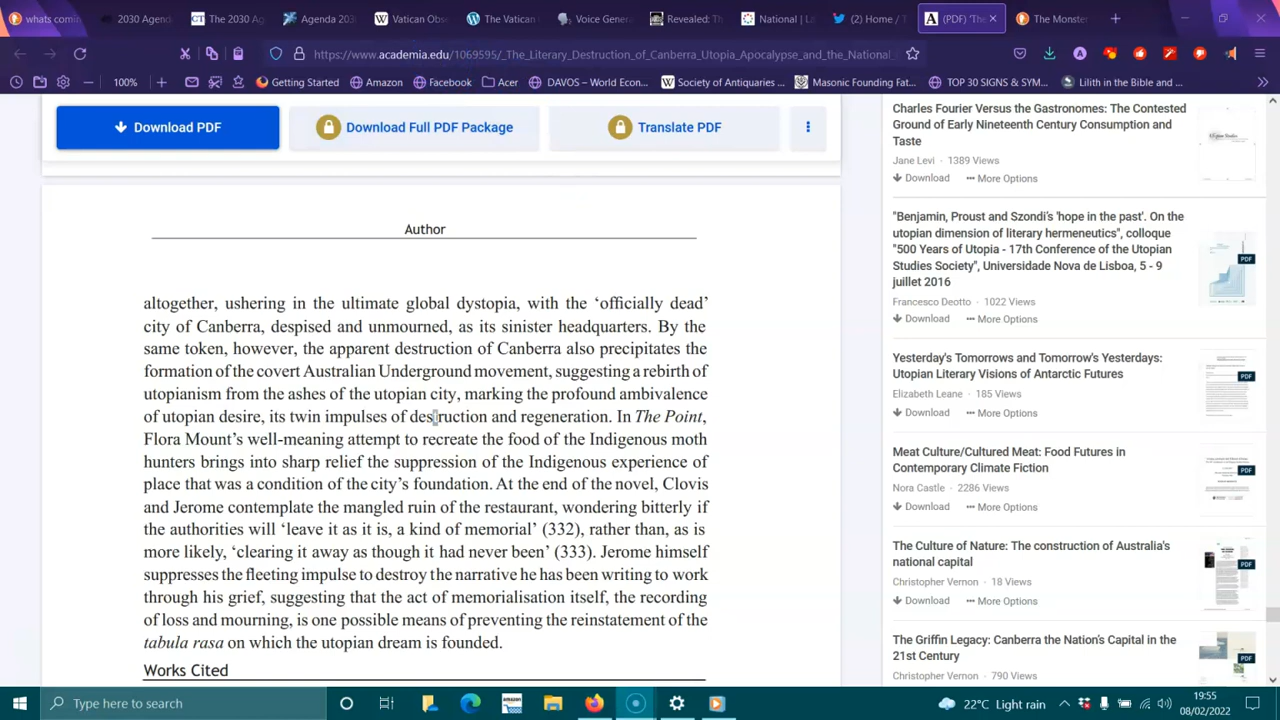 whats comin
2030 Agend
The 2030 Ag
Agenda 203
Vatican Obs
The Vatican
Voice Gener
Revealed: 'T
National | L
(2) Home / T
(PDF) 'Th
The Monster
https://www.academia.edu/1069595/_The_Literary_Destruction_of_Canberra_Utopia_Apocalypse_and_the_National
100%
Getting Started
Amazon
Facebook
Acer
DAVOS – World Econ...
Society of Antiquaries ...
Masonic Founding Fat...
TOP 30 SIGNS & SYM...
Lilith in the Bible and ...
Download PDF
Download Full PDF Package
Translate PDF
Author
altogether, ushering in the ultimate global dystopia, with the ‘officially dead’
city of Canberra, despised and unmourned, as its sinister headquarters. By the
same token, however, the apparent destruction of Canberra also precipitates the
formation of the covert Australian Underground movement, suggesting a rebirth of
utopianism from the ashes of the utopian city, and hence the profound ambivalence
of utopian desire, its twin impulses of destruction and regeneration. In The Pyramid,
Flora Mount’s well-meaning attempt to recreate the food of the Indigenous moth
hunters brings into sharp relief the suppression of the Indigenous experience of
place that was a condition of the city’s foundation. At the end of the novel, Clovis
and Jerome contemplate the mangled ruin of the restaurant, wondering bitterly if
the authorities will ‘leave it as it is, a kind of memorial’ (332), rather than, as is
more likely, ‘clearing it away as though it had never been’ (333). Jerome himself
suppresses the fleeting impulse to destroy the narrative he has been writing to work
through his grief, suggesting that the act of memorialisation itself, the recording
of loss and mourning, is one possible means of preventing the reinstatement of the
tabula rasa on which the utopian dream is founded.
Works Cited
Charles Fourier Versus the Gastronomes: The Contested
Ground of Early Nineteenth Century Consumption and
Taste
Jane Levi · 1389 Views
Download ••• More Options
"Benjamin, Proust and Szondi’s 'hope in the past'. On the
utopian dimension of literary hermeneutics", colloque
"500 Years of Utopia - 17th Conference of the Utopian
Studies Society", Universidade Nova de Lisboa, 5 - 9
juillet 2016
Francesco Deotto · 1022 Views
Download ••• More Options
PDF
Yesterday's Tomorrows and Tomorrow's Yesterdays:
Utopian Literary Visions of Antarctic Futures
Elizabeth Leane · 185 Views
Download ••• More Options
PDF
Meat Culture/Cultured Meat: Food Futures in
Contemporary Climate Fiction
Nora Castle · 2286 Views
Download ••• More Options
PDF
The Culture of Nature: The construction of Australia's
national capital
Christopher Vernon · 18 Views
Download ••• More Options
PDF
The Griffin Legacy: Canberra the Nation's Capital in the
21st Century
Christopher Vernon · 790 Views
PDF
Type here to search
22°C Light rain
19:55
08/02/2022